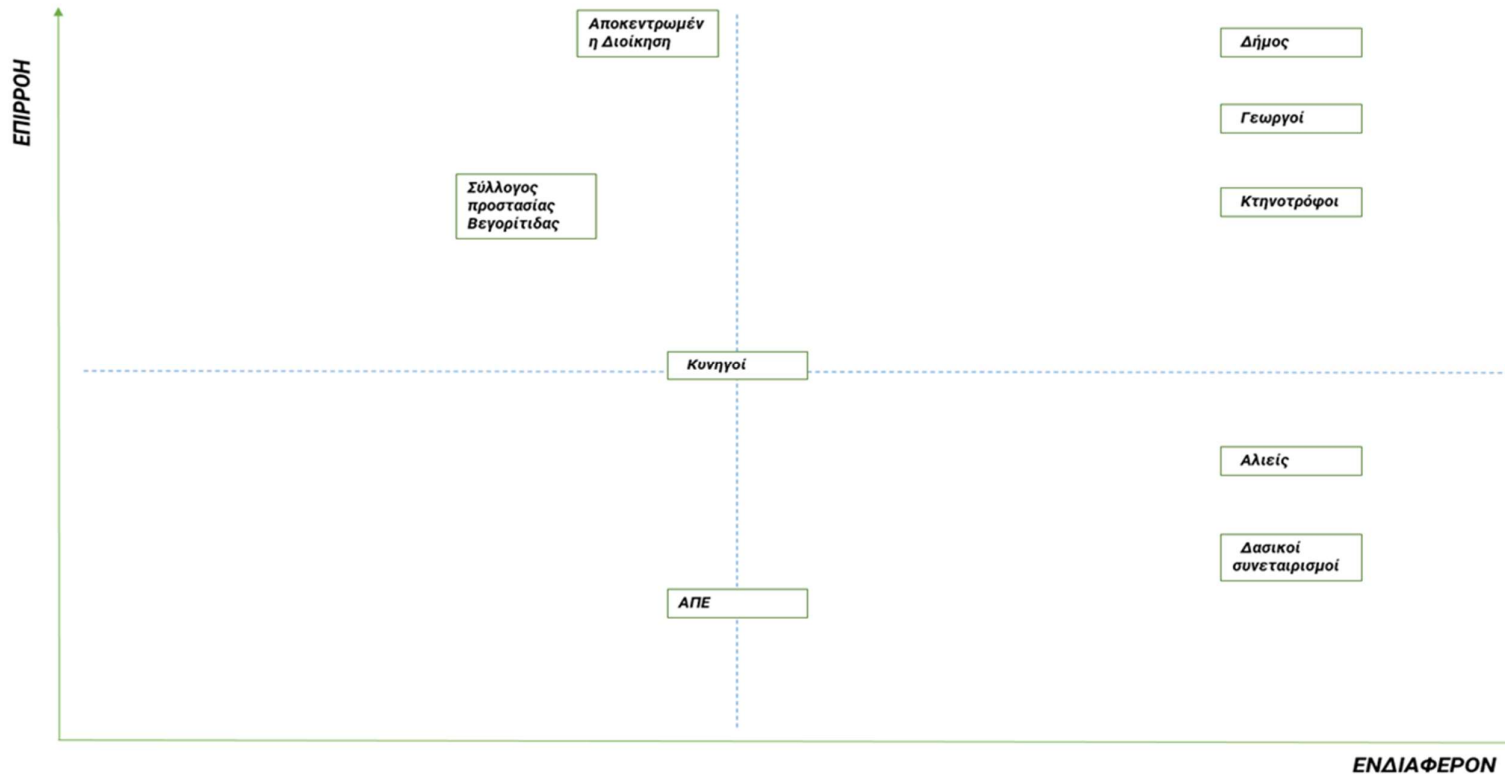 Αποκεντρωμέν
η Διοίκηση
Δήμος
ΕΠΙΡΡΟΗ
Γεωργοί
Σύλλογος
προστασίας
Βεγορίτιδας
Κτηνοτρόφοι
Κυνηγοί
Αλιείς
Δασικοί
συνεταιρισμοί
ΑΠΕ
ΕΝΔΙΑΦΕΡΟΝ